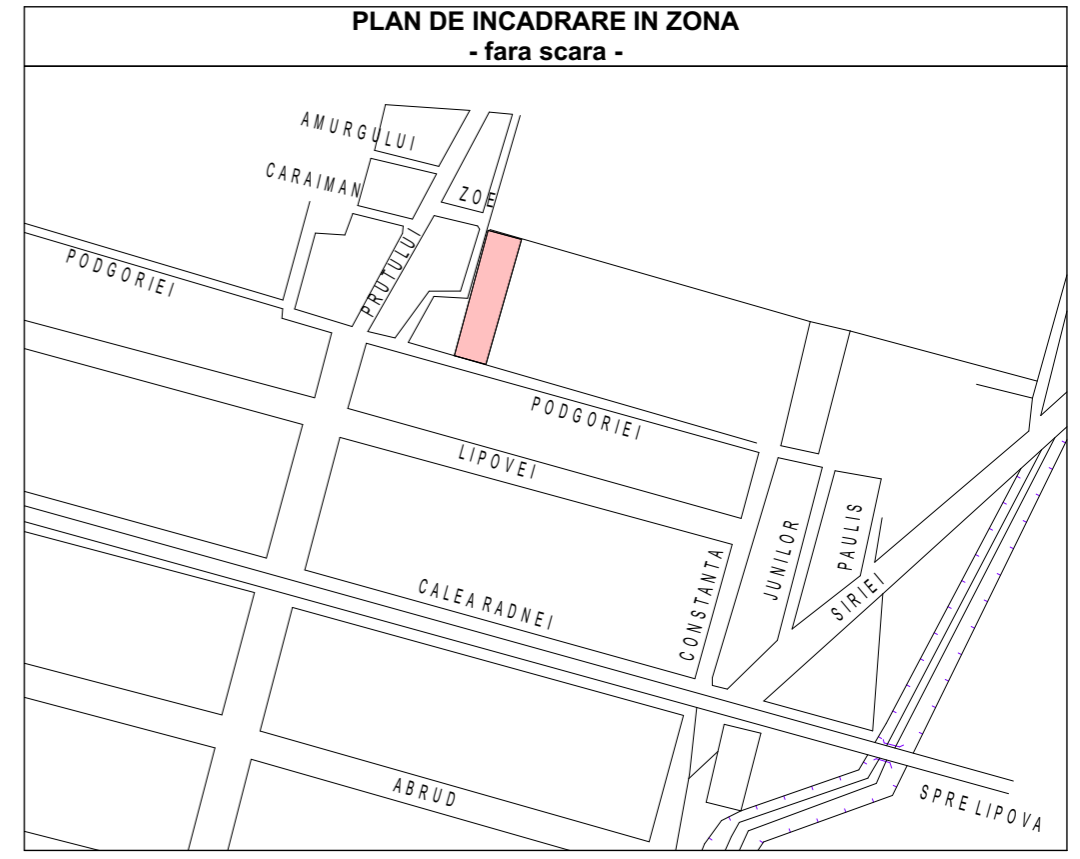 PLAN DE INCADRARE IN ZONA
- fara scara -
AMURGULUI
CARAIMAN
ZOE
PRUTULUI
PODGORIEI
PODGORIEI
LIPOVEI
CALEA RADNEI
CONSTANTA
JUNILOR
PAULIS
SIRIEI
ABRUD
SPRE LIPOVA